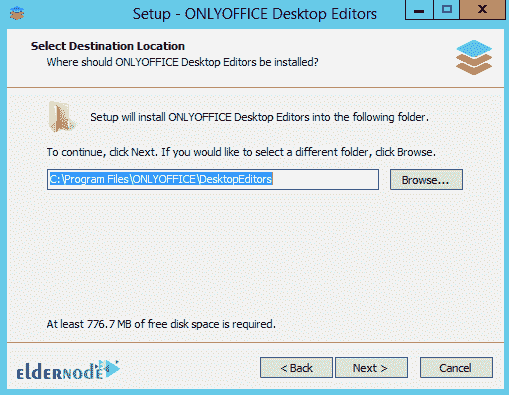 Setup - ONLYOFFICE Desktop Editors
Select Destination Location
Where should ONLYOFFICE Desktop Editors be installed?
Setup will install ONLYOFFICE Desktop Editors into the following folder.
To continue, click Next. If you would like to select a different folder, click Browse.
C:\Program Files\ONLYOFFICE\DesktopEditors
Browse...
At least 776.7 MB of free disk space is required.
eldernode
< Back
Next >
Cancel